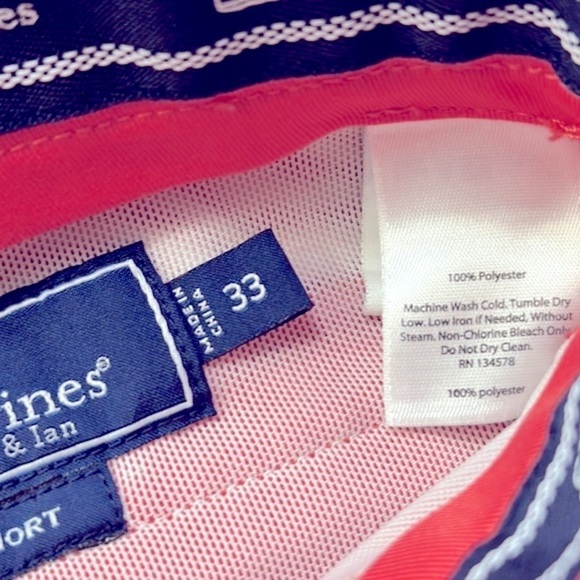 MADE IN
CHINA
33
ines®
& Ian
ORT
100% Polyester
Machine Wash Cold, Tumble Dry
Low. Low Iron if Needed, Without
Steam. Non-Chlorine Bleach Only
Do Not Dry Clean.
RN 134578
100% polyester